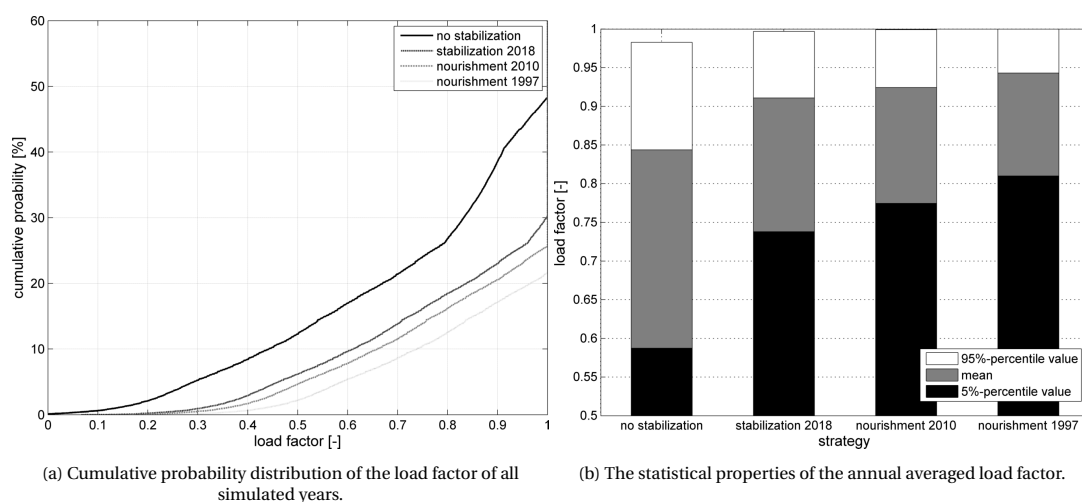 60
50
40
30
20
10
0
cumulative proability [%]
0 0.1 0.2 0.3 0.4 0.5 0.6 0.7 0.8 0.9 1
load factor [-]
no stabilization
stabilization 2018
nourishment 2010
nourishment 1997
(a) Cumulative probability distribution of the load factor of all
simulated years.
1
0.95
0.9
0.85
0.8
0.75
0.7
0.65
0.6
0.55
0.5
load factor [-]
95%-percentile value
mean
5%-percentile value
no stabilization stabilization 2018 nourishment 2010 nourishment 1997
strategy
(b) The statistical properties of the annual averaged load factor.